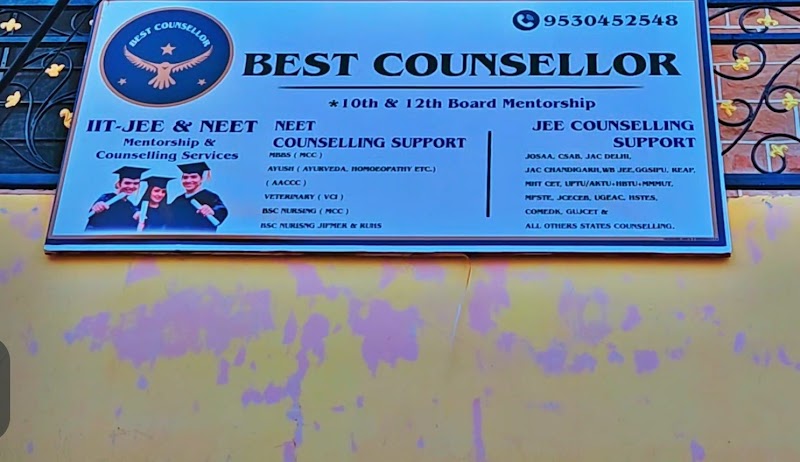 BEST COUNSELLOR
9530452548
BEST COUNSELLOR
*10th & 12th Board Mentorship
IIT-JEE & NEET
Mentorship &
Counselling Services
NEET
COUNSELLING SUPPORT
MBBS ( MCC )
AYUSH ( AYURVEDA, HOMOEOPATHY ETC.)
( AACCC )
VETERINARY ( VCI )
BSC NURSING ( MCC )
BSC NURISNG JIPMER & RUHS
JEE COUNSELLING
SUPPORT
JOSAA, CSAB, JAC DELHI,
JAC CHANDIGARH,WB JEE,GGSIPU, REAP,
MHT CET, UPTU/AKTU+HBTU+MMMUT,
MPSTE, JCECEB, UGEAC, HSTES,
COMEDK, GUJCET &
ALL OTHERS STATES COUNSELLING.